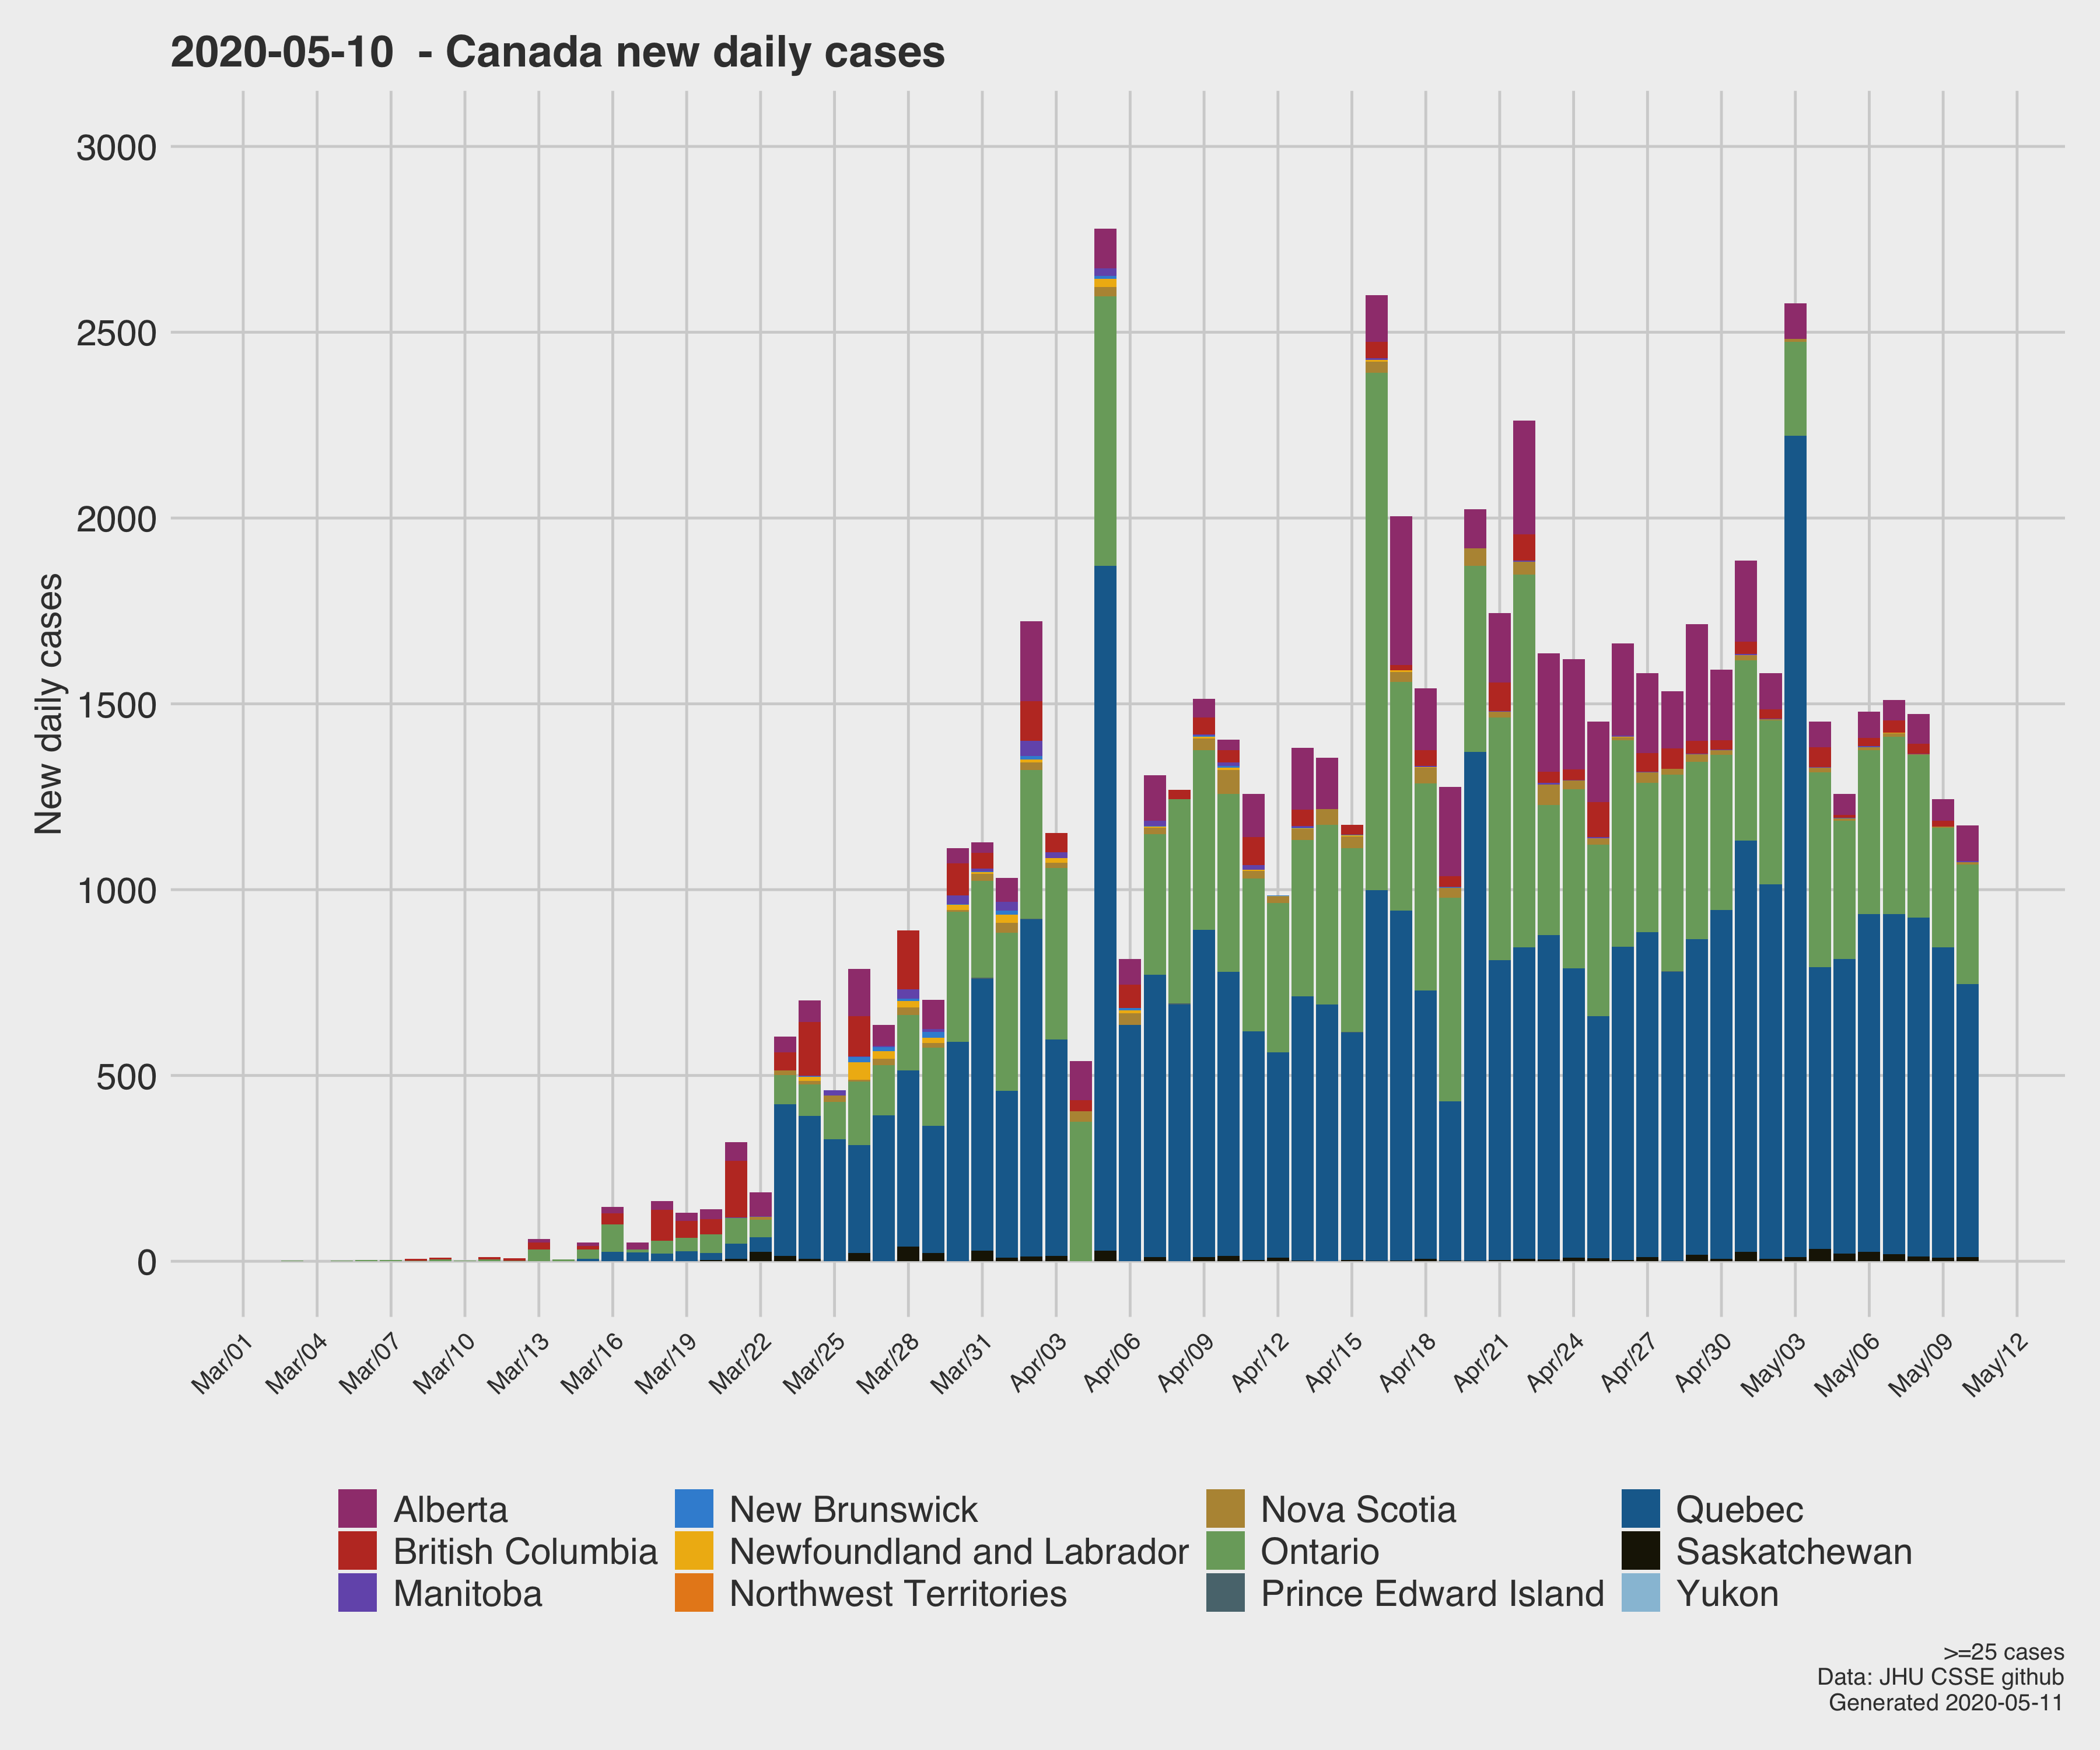 2020-05-10  - Canada new daily cases
New daily cases
3000
2500
2000
1500
1000
500
0
Mar/01 Mar/04 Mar/07 Mar/10 Mar/13 Mar/16 Mar/19 Mar/22 Mar/25 Mar/28 Mar/31 Apr/03 Apr/06 Apr/09 Apr/12 Apr/15 Apr/18 Apr/21 Apr/24 Apr/27 Apr/30 May/03 May/06 May/09 May/12
Alberta New Brunswick Nova Scotia Quebec
British Columbia Newfoundland and Labrador Ontario Saskatchewan
Manitoba Northwest Territories Prince Edward Island Yukon
>=25 cases
Data: JHU CSSE github
Generated 2020-05-11